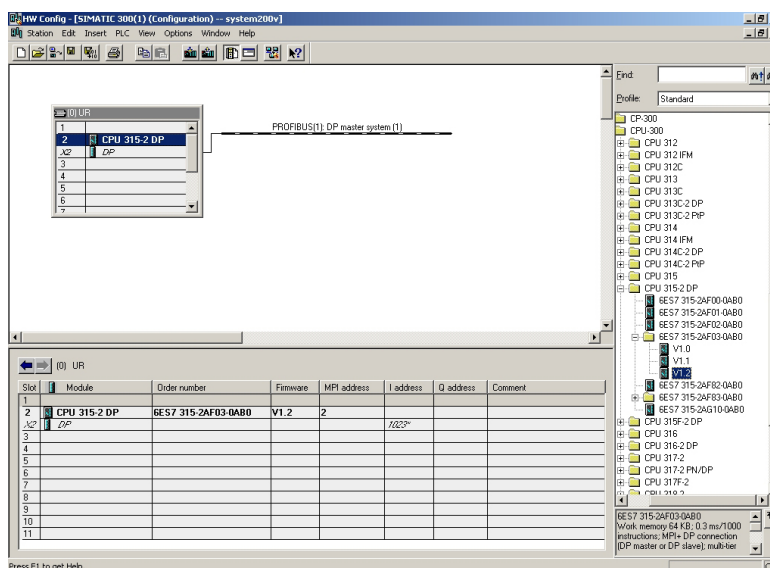 HW Config - [SIMATIC 300(1) (Configuration) -- system200v]
Station Edit Insert PLC View Options Window Help
(0) UR
1
2 CPU 315-2 DP
X2 DP
3
4
5
6
7
PROFIBUS(1): DP master system (1)
Find:
Profile: Standard
CP-300
CPU-300
CPU 312
CPU 312 IFM
CPU 312C
CPU 313
CPU 313C
CPU 313C-2 DP
CPU 313C-2 PtP
CPU 314
CPU 314 IFM
CPU 314C-2 DP
CPU 314C-2 PtP
CPU 315
CPU 315-2 DP
6ES7 315-2AF00-0AB0
6ES7 315-2AF01-0AB0
6ES7 315-2AF02-0AB0
6ES7 315-2AF03-0AB0
V1.0
V1.1
V1.2
6ES7 315-2AF82-0AB0
6ES7 315-2AF83-0AB0
6ES7 315-2AG10-0AB0
CPU 315F-2 DP
CPU 316
CPU 316-2 DP
CPU 317-2
CPU 317-2 PN/DP
CPU 317F-2
CPU 318-2
(0) UR
Slot Module Order number Firmware MPI address I address Q address Comment
1
2 CPU 315-2 DP 6ES7 315-2AF03-0AB0 V1.2 2
X2 DP 1023*
3
4
5
6
7
8
9
10
11
6ES7 315-2AF03-0AB0
Work memory 64 KB; 0.3 ms/1000
instructions; MPI+ DP connection
(DP master or DP slave); multi-tier
Press F1 to get Help.